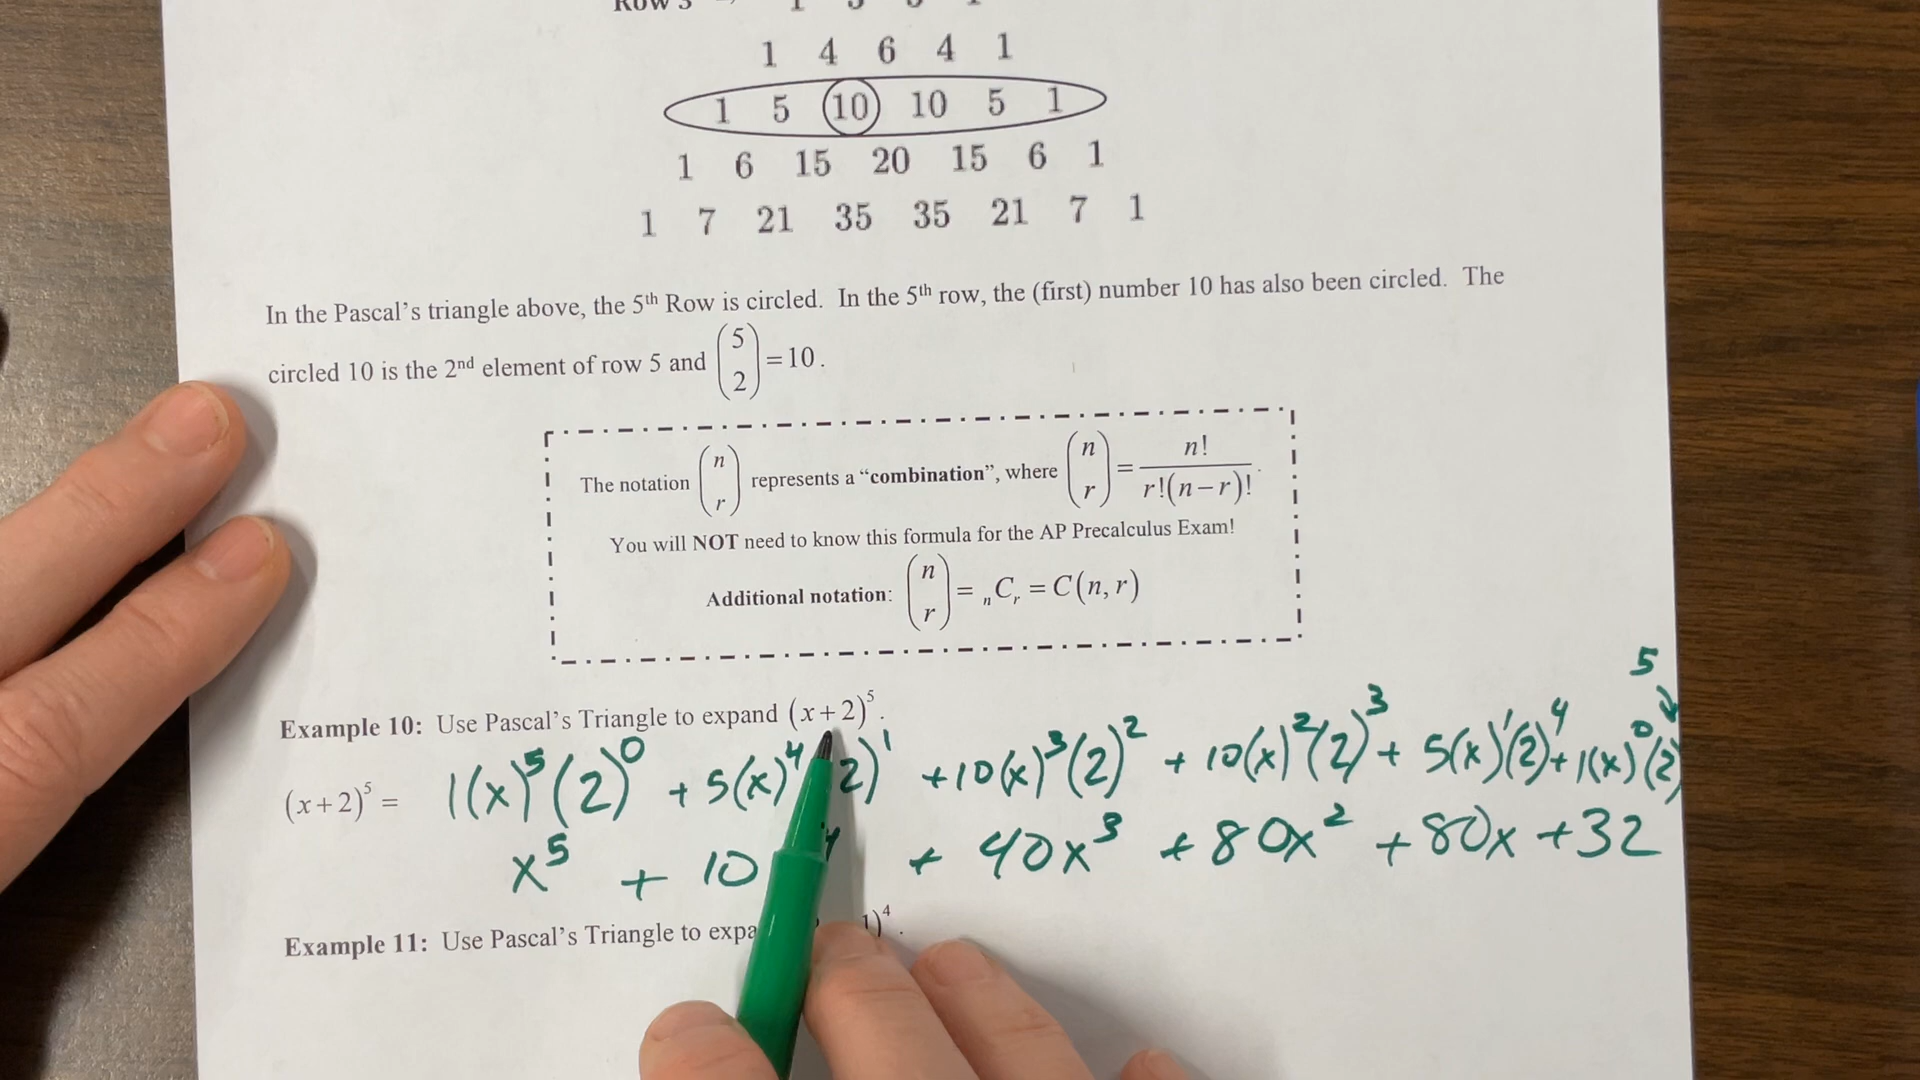 1 4 6 4 1
1 5 10 10 5 1
1 6 15 20 15 6 1
1 7 21 35 35 21 7 1
In the Pascal's triangle above, the 5th Row is circled. In the 5th row, the (first) number 10 has also been circled. The
circled 10 is the 2nd element of row 5 and (5 2) = 10.
The notation (n r) represents a “combination”, where (n r) = n! / r!(n−r)!.
You will NOT need to know this formula for the AP Precalculus Exam!
Additional notation: (n r) = nCr = C(n, r)
Example 10: Use Pascal's Triangle to expand (x+2)^5.
(x+2)^5 = 1(x)^5(2)^0 + 5(x)^4 2)^1 + 10(x)^3(2)^2 + 10(x)^2(2)^3 + 5(x)^1(2)^4 + 1(x)^0(2) 5
x^5 + 10 + 40x^3 + 80x^2 + 80x + 32
Example 11: Use Pascal's Triangle to 1)^4.